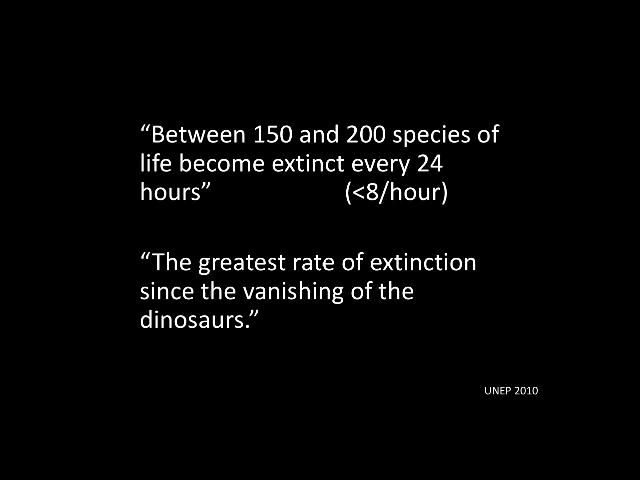 “Between 150 and 200 species of
life become extinct every 24
hours” (<8/hour)
“The greatest rate of extinction
since the vanishing of the
dinosaurs.”
UNEP 2010